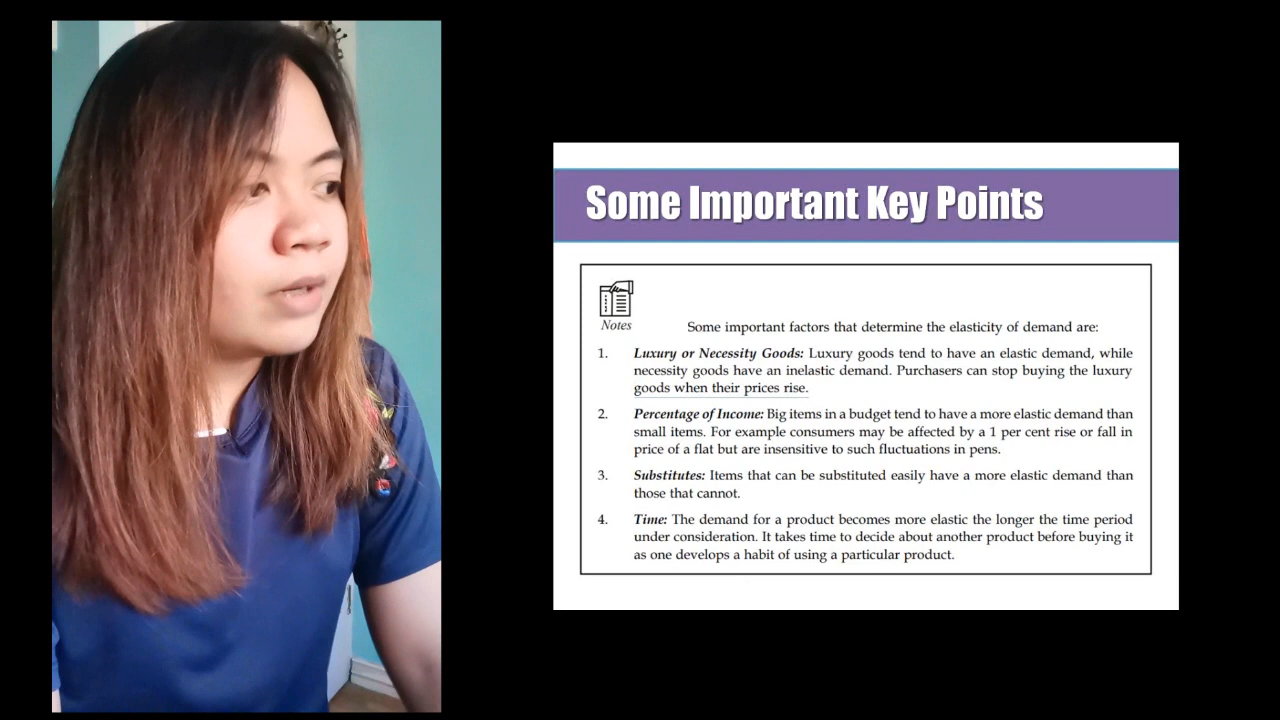 Some Important Key Points
Notes
Some important factors that determine the elasticity of demand are:
1. Luxury or Necessity Goods: Luxury goods tend to have an elastic demand, while
necessity goods have an inelastic demand. Purchasers can stop buying the luxury
goods when their prices rise.
2. Percentage of Income: Big items in a budget tend to have a more elastic demand than
small items. For example consumers may be affected by a 1 per cent rise or fall in
price of a flat but are insensitive to such fluctuations in pens.
3. Substitutes: Items that can be substituted easily have a more elastic demand than
those that cannot.
4. Time: The demand for a product becomes more elastic the longer the time period
under consideration. It takes time to decide about another product before buying it
as one develops a habit of using a particular product.